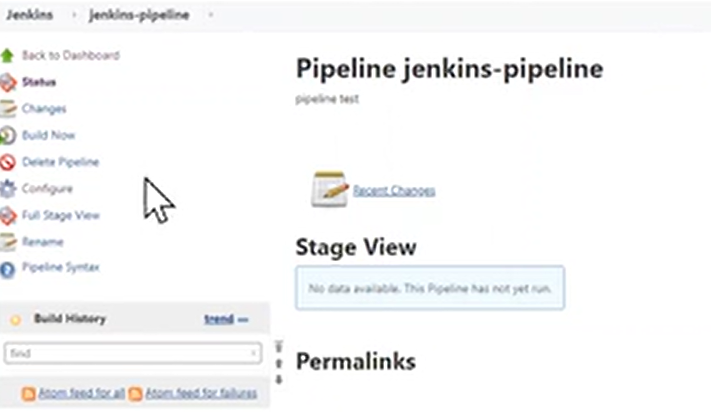 Jenkins › jenkins-pipeline ›
Back to Dashboard
Status
Changes
Build Now
Delete Pipeline
Configure
Full Stage View
Rename
Pipeline Syntax
Build History trend —
find x
Atom feed for all Atom feed for failures
Pipeline jenkins-pipeline
pipeline test
Recent Changes
Stage View
No data available. This Pipeline has not yet run.
Permalinks